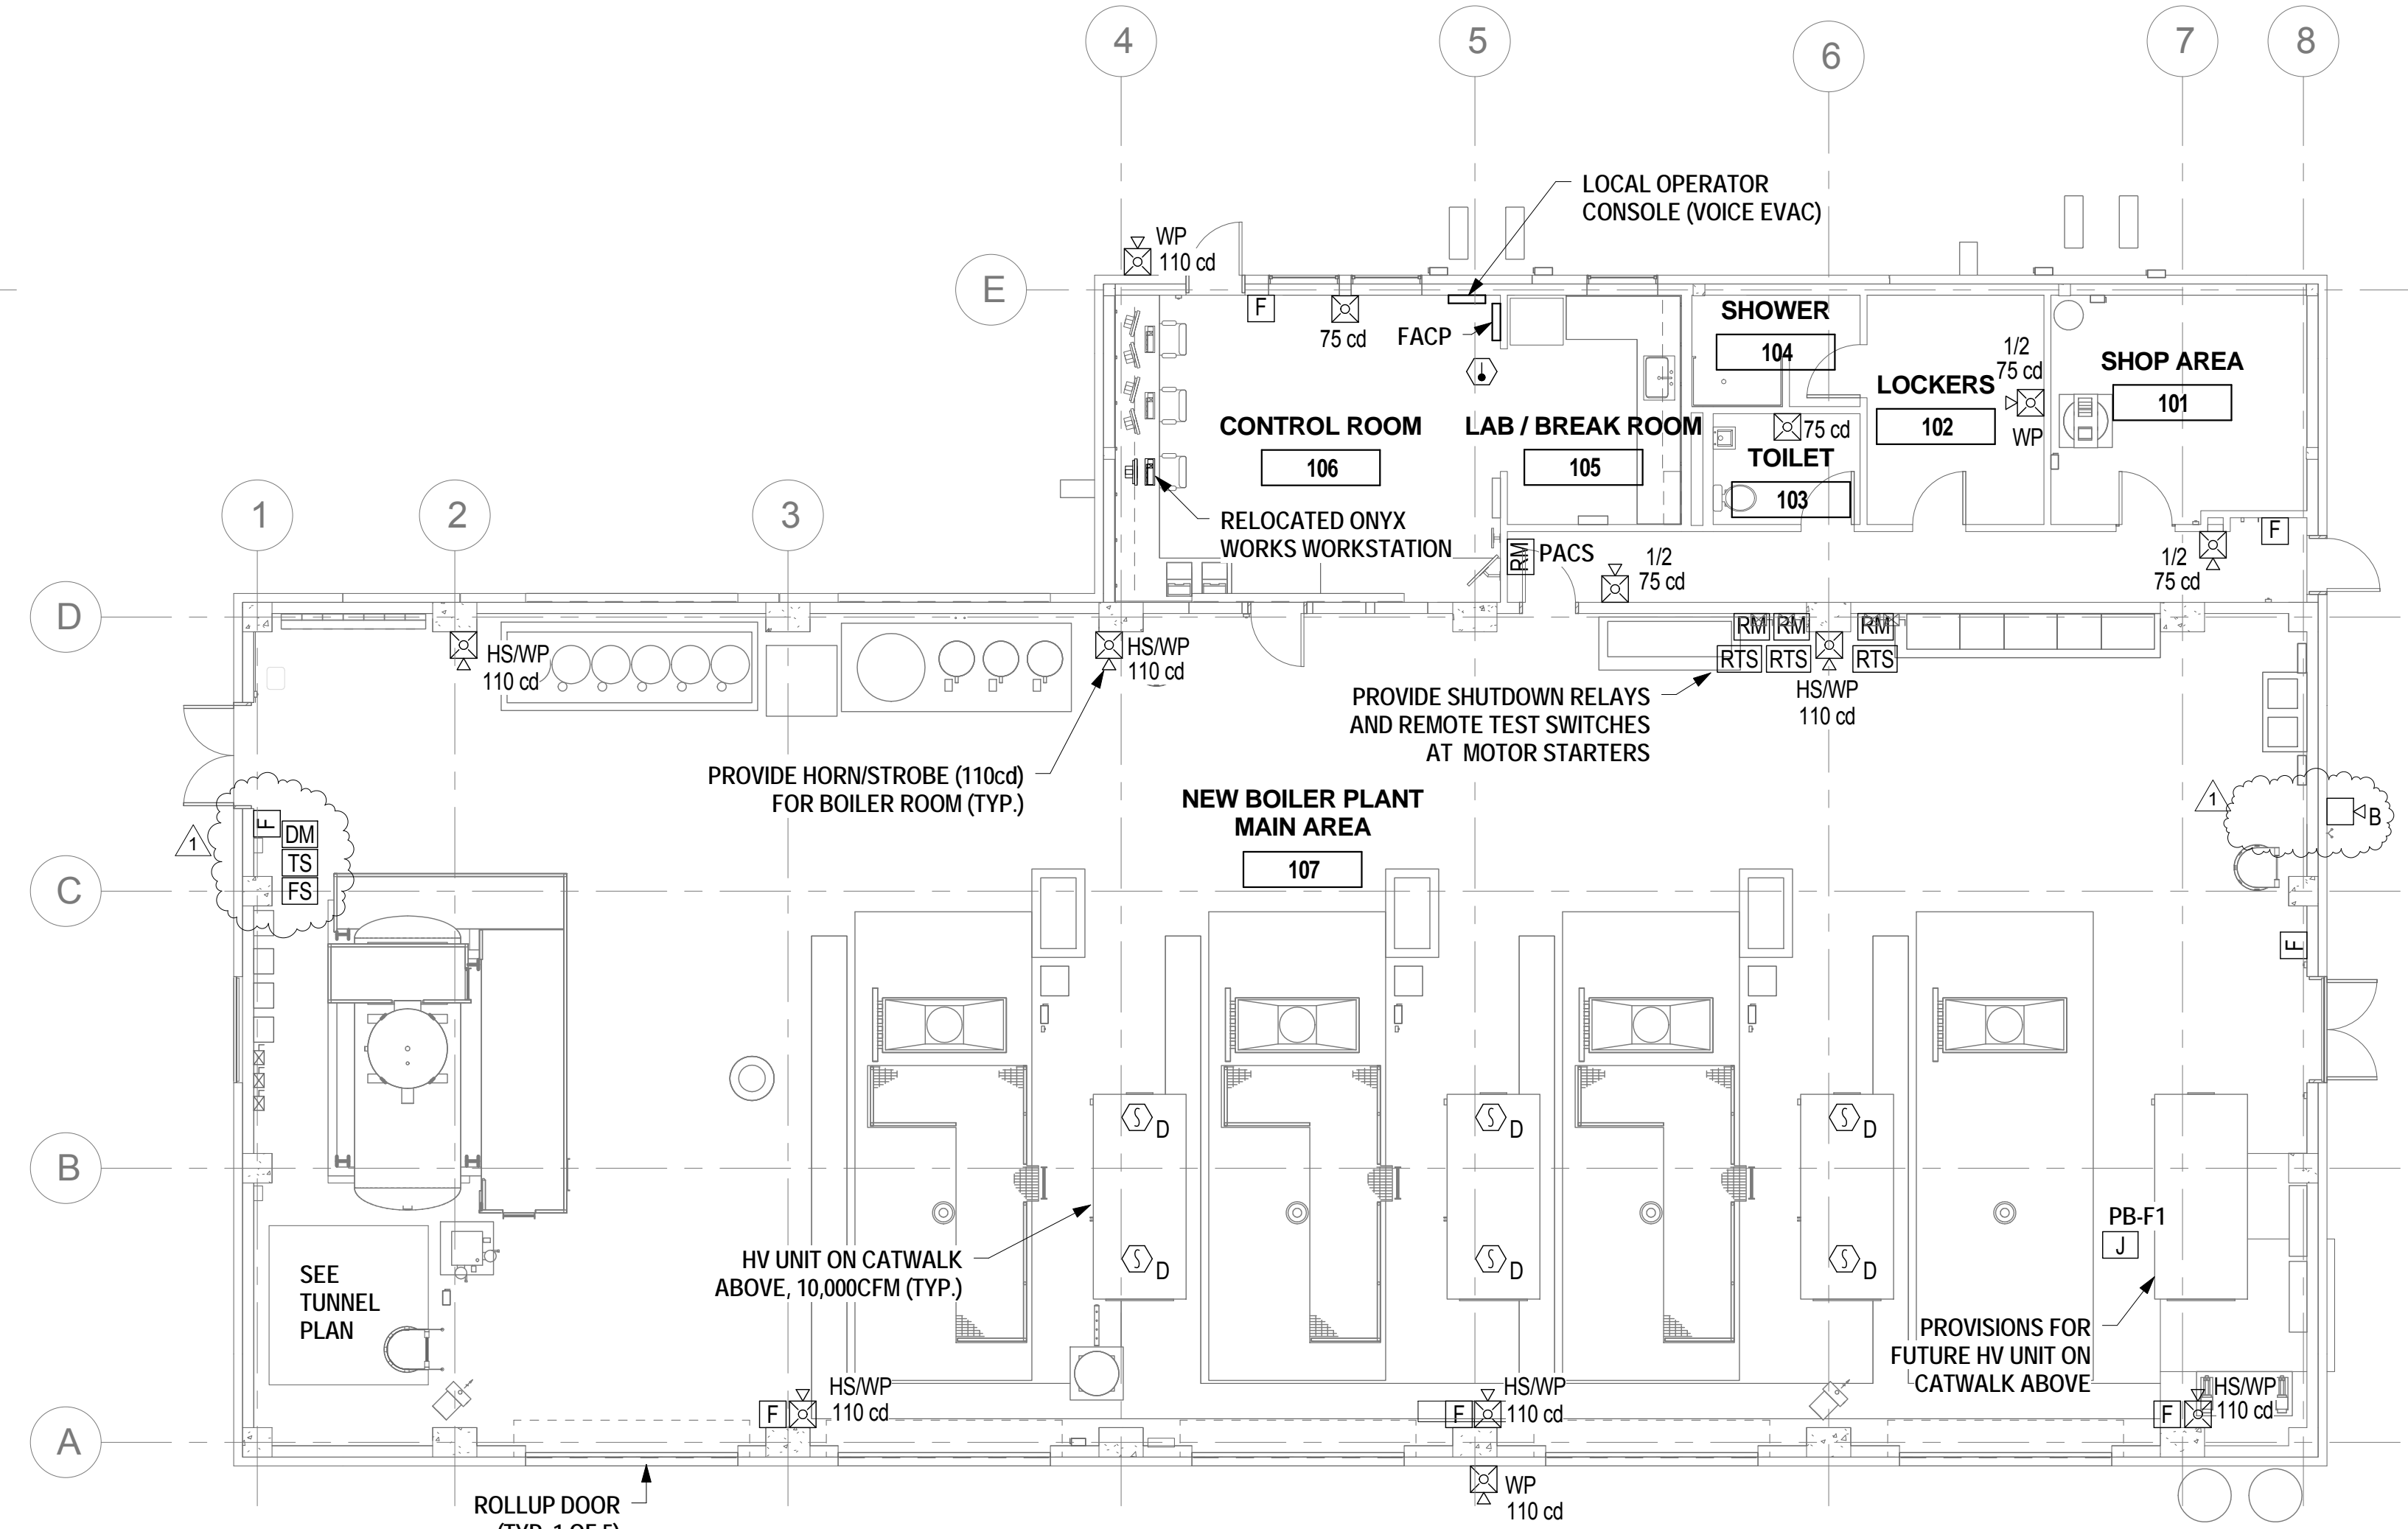 4
5
6
7
8
LOCAL OPERATOR
CONSOLE (VOICE EVAC)
WP
110 cd
E
F
75 cd
FACP
SHOWER
104
1/2
75 cd
WP
SHOP AREA
101
LOCKERS
102
CONTROL ROOM
106
LAB / BREAK ROOM
105
75 cd
TOILET
103
1
2
3
RELOCATED ONYX
WORKS WORKSTATION
RM
PACS
1/2
75 cd
1/2
75 cd
F
D
HS/WP
110 cd
HS/WP
110 cd
RM
RM
RM
RTS
RTS
RTS
HS/WP
110 cd
PROVIDE SHUTDOWN RELAYS
AND REMOTE TEST SWITCHES
AT MOTOR STARTERS
PROVIDE HORN/STROBE (110cd)
FOR BOILER ROOM (TYP.)
NEW BOILER PLANT
MAIN AREA
107
1
F
DM
TS
FS
1
B
C
F
S
D
S
D
S
D
B
S
D
S
D
S
D
HV UNIT ON CATWALK
ABOVE, 10,000CFM (TYP.)
PB-F1
J
SEE
TUNNEL
PLAN
PROVISIONS FOR
FUTURE HV UNIT ON
CATWALK ABOVE
F
HS/WP
110 cd
F
HS/WP
110 cd
F
HS/WP
110 cd
A
WP
110 cd
ROLLUP DOOR
(TYP. 1 OF 5)